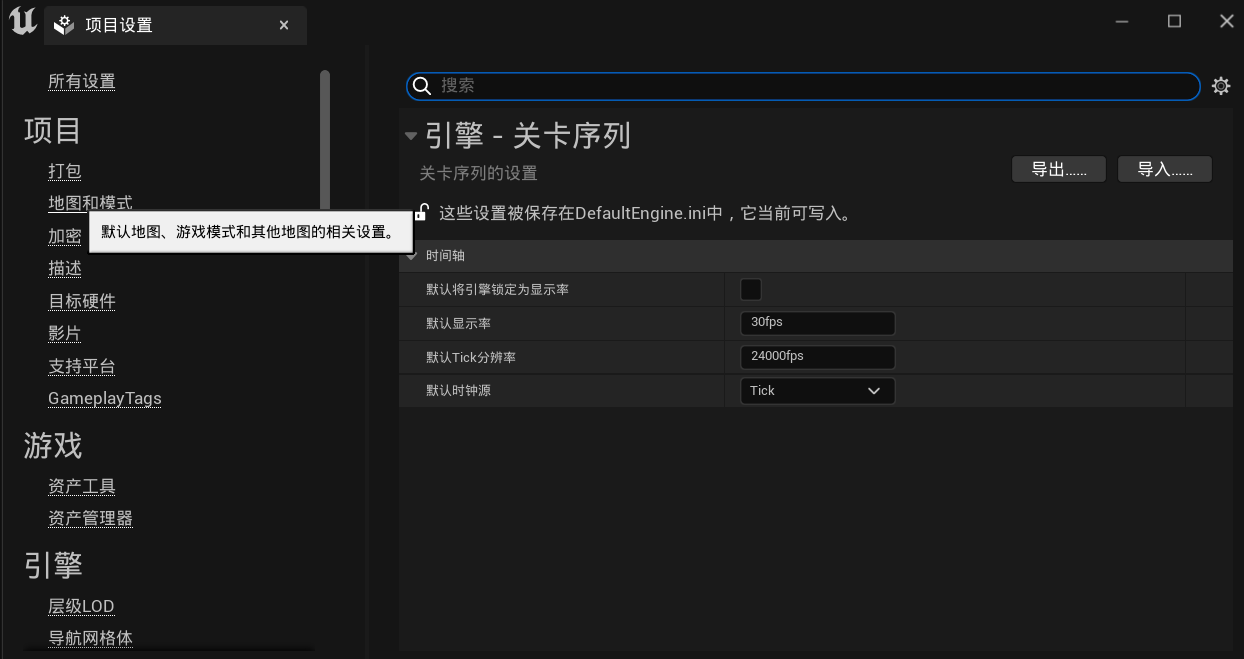 项目设置
所有设置
项目
打包
地图和模式
默认地图、游戏模式和其他地图的相关设置。
加密
描述
目标硬件
影片
支持平台
GameplayTags
游戏
资产工具
资产管理器
引擎
层级LOD
导航网格体
搜索
引擎 - 关卡序列
关卡序列的设置
导出......
导入......
这些设置被保存在DefaultEngine.ini中，它当前可写入。
时间轴
默认将引擎锁定为显示率
默认显示率
30fps
默认Tick分辨率
24000fps
默认时钟源
Tick